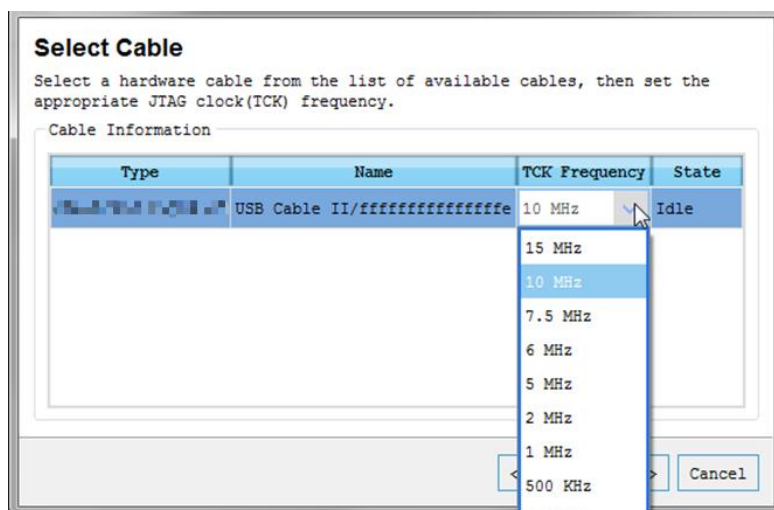 Select Cable
Select a hardware cable from the list of available cables, then set the
appropriate JTAG clock(TCK) frequency.
Cable Information
Type Name TCK Frequency State
USB Cable II/fffffffffffffffe 10 MHz Idle
15 MHz
10 MHz
7.5 MHz
6 MHz
5 MHz
2 MHz
1 MHz
500 KHz
< > Cancel